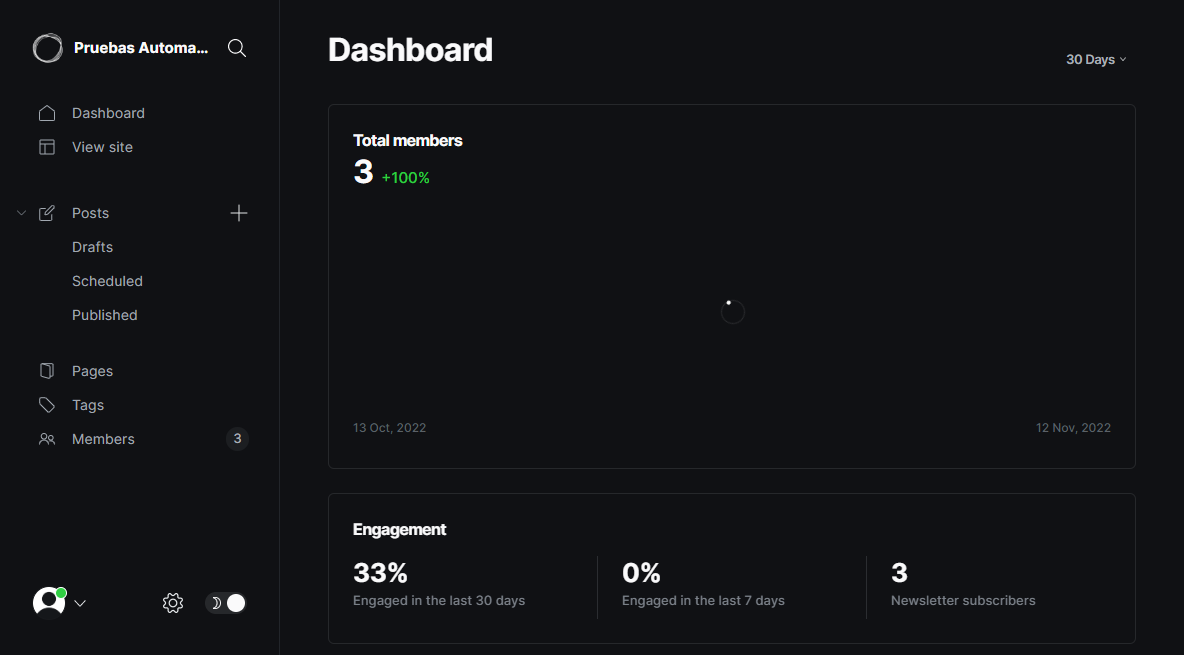 Pruebas Automa...
Dashboard
View site
Posts
Drafts
Scheduled
Published
Pages
Tags
Members 3
Dashboard
30 Days
Total members
3 +100%
13 Oct, 2022 12 Nov, 2022
Engagement
33% 0% 3
Engaged in the last 30 days Engaged in the last 7 days Newsletter subscribers